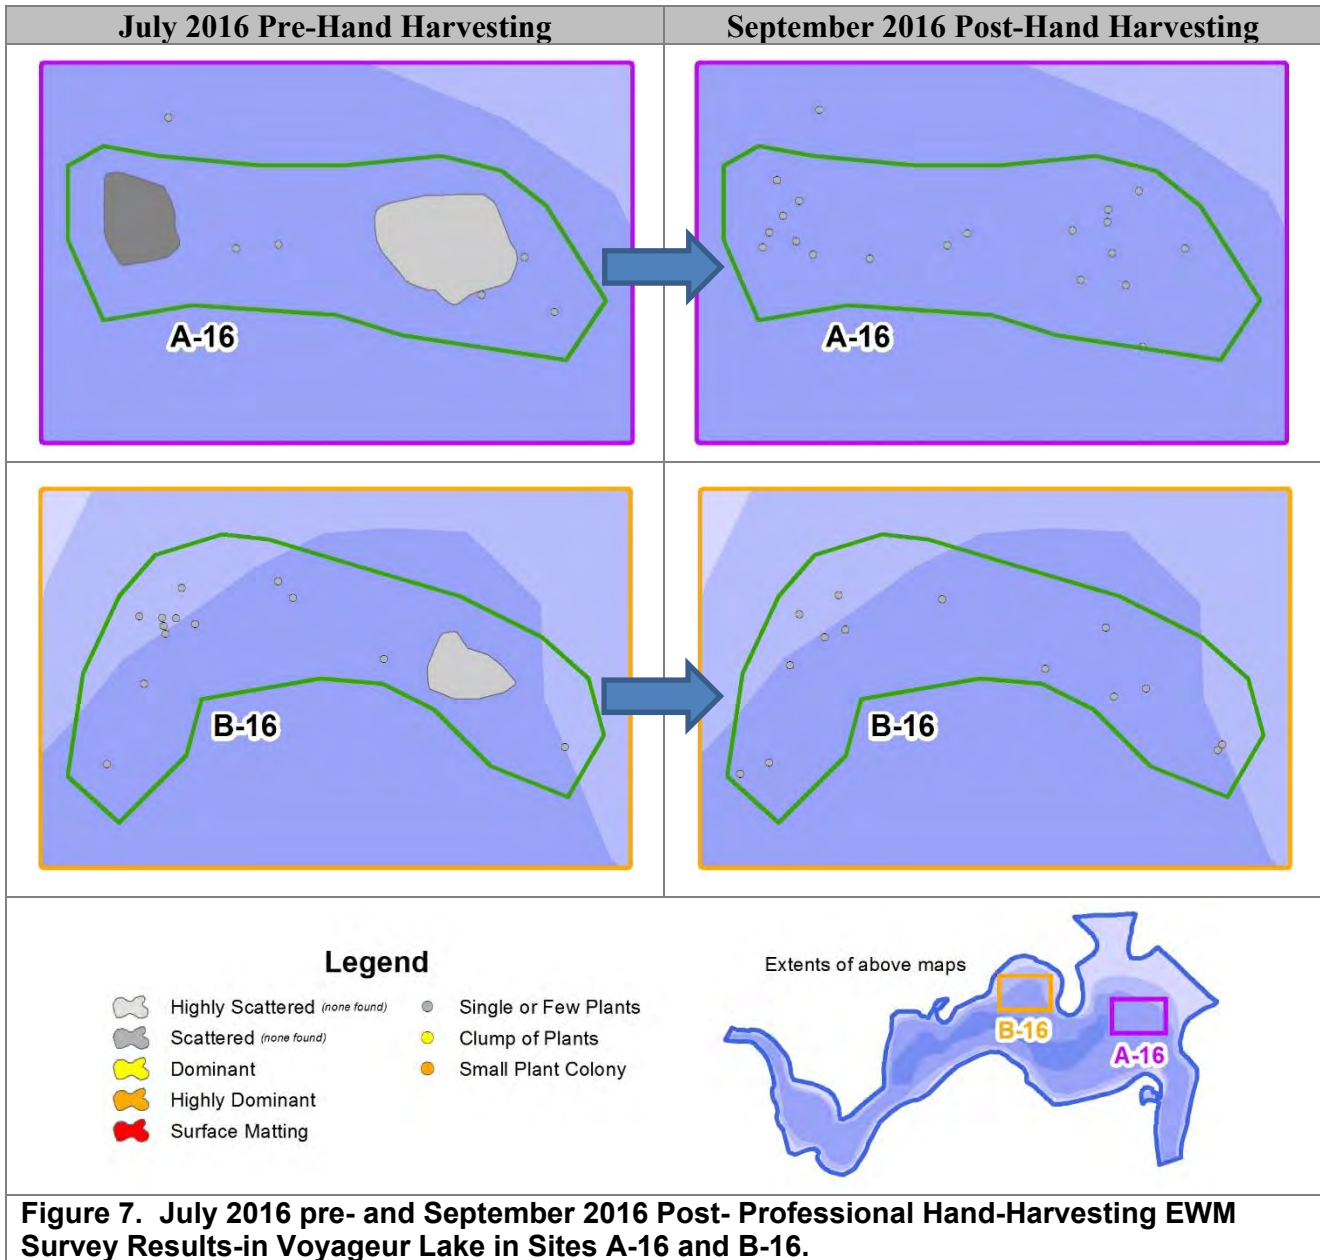 July 2016 Pre-Hand Harvesting
September 2016 Post-Hand Harvesting
A-16
A-16
B-16
B-16
Legend
Highly Scattered (none found)
Scattered (none found)
Dominant
Highly Dominant
Surface Matting
Single or Few Plants
Clump of Plants
Small Plant Colony
Extents of above maps
B-16
A-16
Figure 7. July 2016 pre- and September 2016 Post- Professional Hand-Harvesting EWM
Survey Results-in Voyageur Lake in Sites A-16 and B-16.